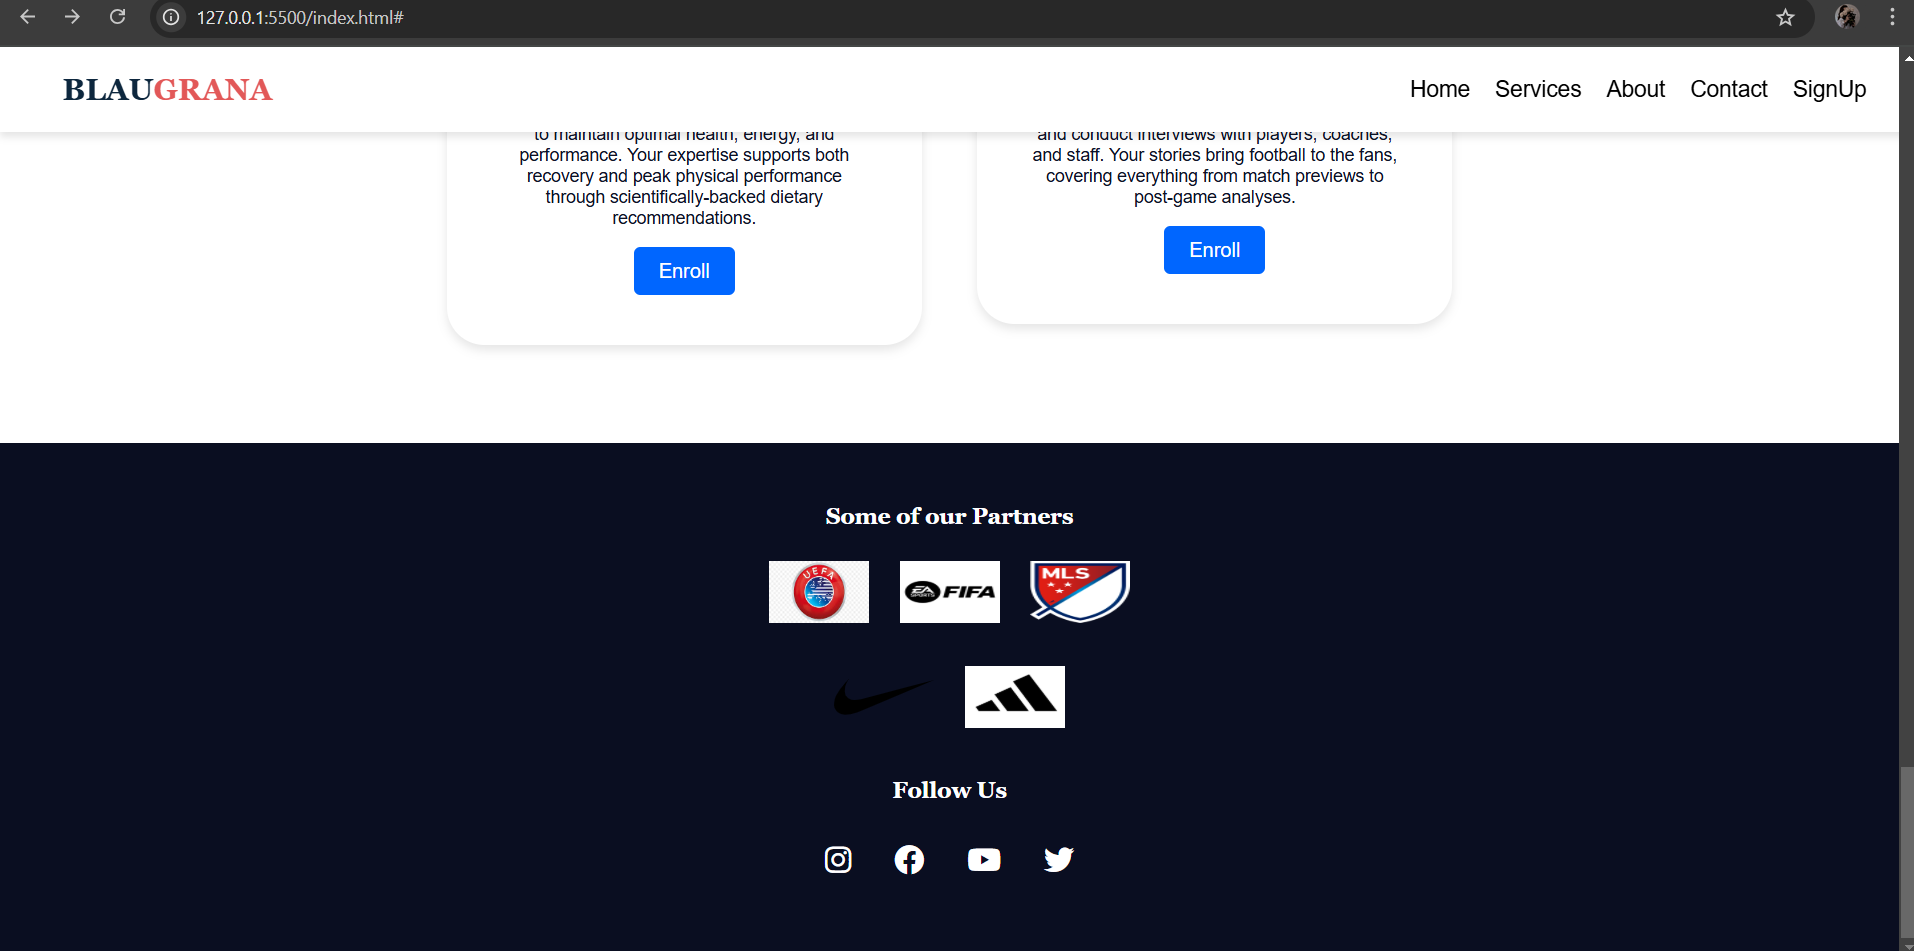 127.0.0.1:5500/index.html#
BLAUGRANA
Home Services About Contact SignUp
to maintain optimal health, energy, and
performance. Your expertise supports both
recovery and peak physical performance
through scientifically-backed dietary
recommendations.
Enroll
and conduct interviews with players, coaches,
and staff. Your stories bring football to the fans,
covering everything from match previews to
post-game analyses.
Enroll
Some of our Partners
UEFA
EA SPORTS FIFA
MLS
Follow Us